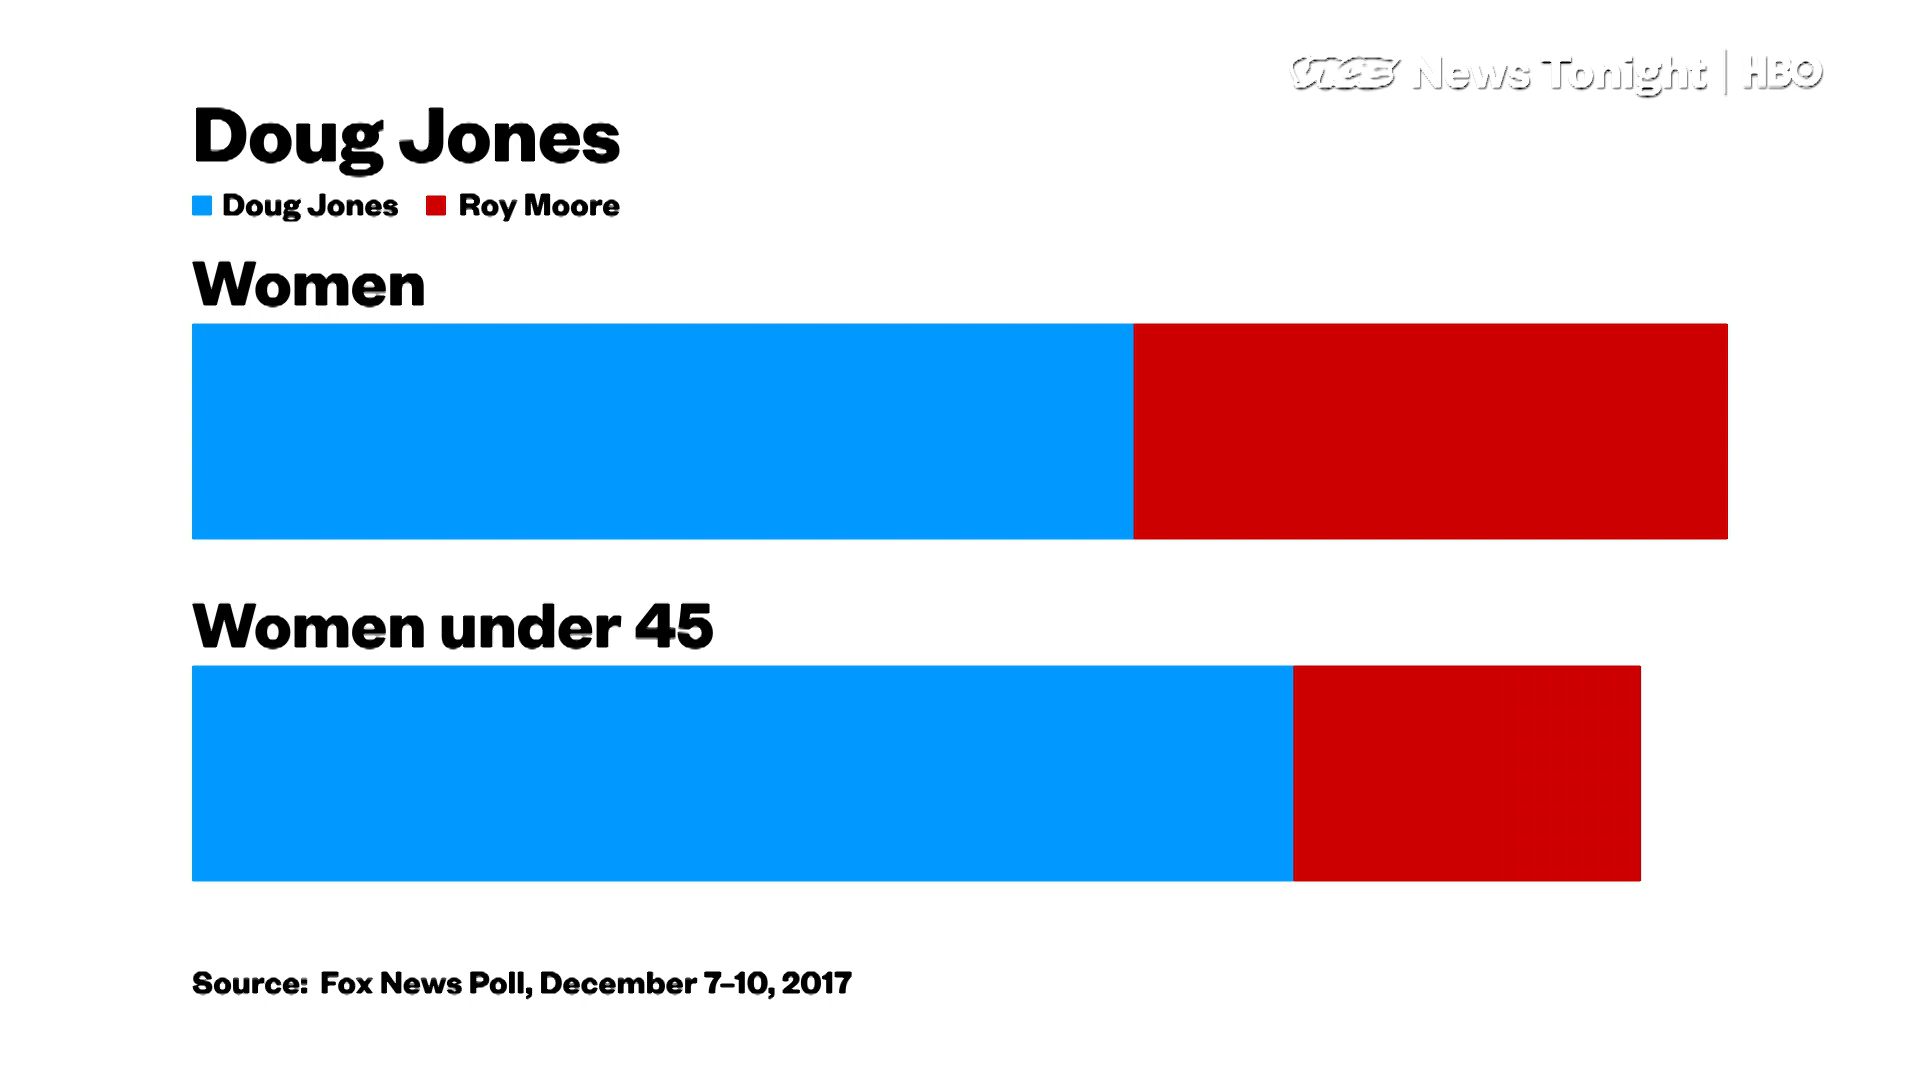 VICE News Tonight | HBO
Doug Jones
Doug Jones Roy Moore
Women
Women under 45
Source: Fox News Poll, December 7–10, 2017